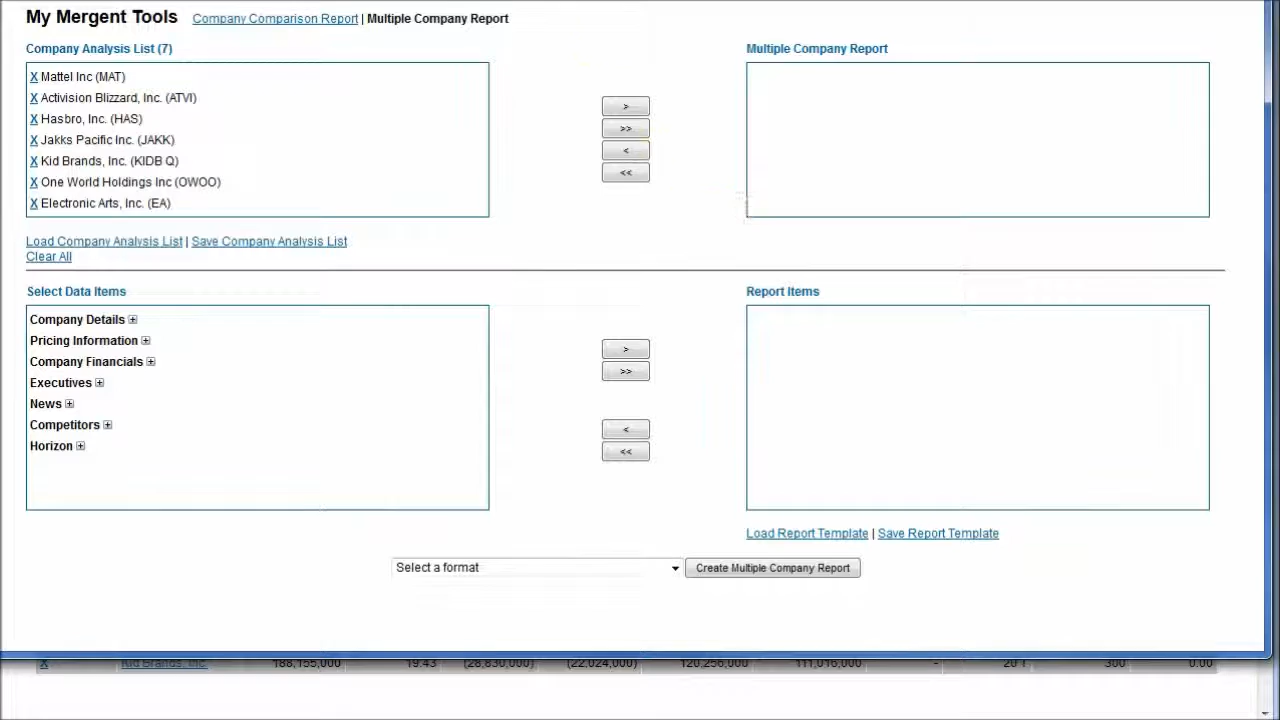 My Mergent Tools Company Comparison Report | Multiple Company Report
Company Analysis List (7)
X Mattel Inc (MAT)
X Activision Blizzard, Inc. (ATVI)
X Hasbro, Inc. (HAS)
X Jakks Pacific Inc. (JAKK)
X Kid Brands, Inc. (KIDB Q)
X One World Holdings Inc (OWOO)
X Electronic Arts, Inc. (EA)
>
>>
<
<<
Multiple Company Report
Load Company Analysis List | Save Company Analysis List
Clear All
Select Data Items
Company Details
Pricing Information
Company Financials
Executives
News
Competitors
Horizon
>
>>
<
<<
Report Items
Load Report Template | Save Report Template
Select a format Create Multiple Company Report
X Kid Brands, Inc. 188,155,000 19.43 (28,830,000) (22,024,000) 120,256,000 111,016,000 - 300 0.00